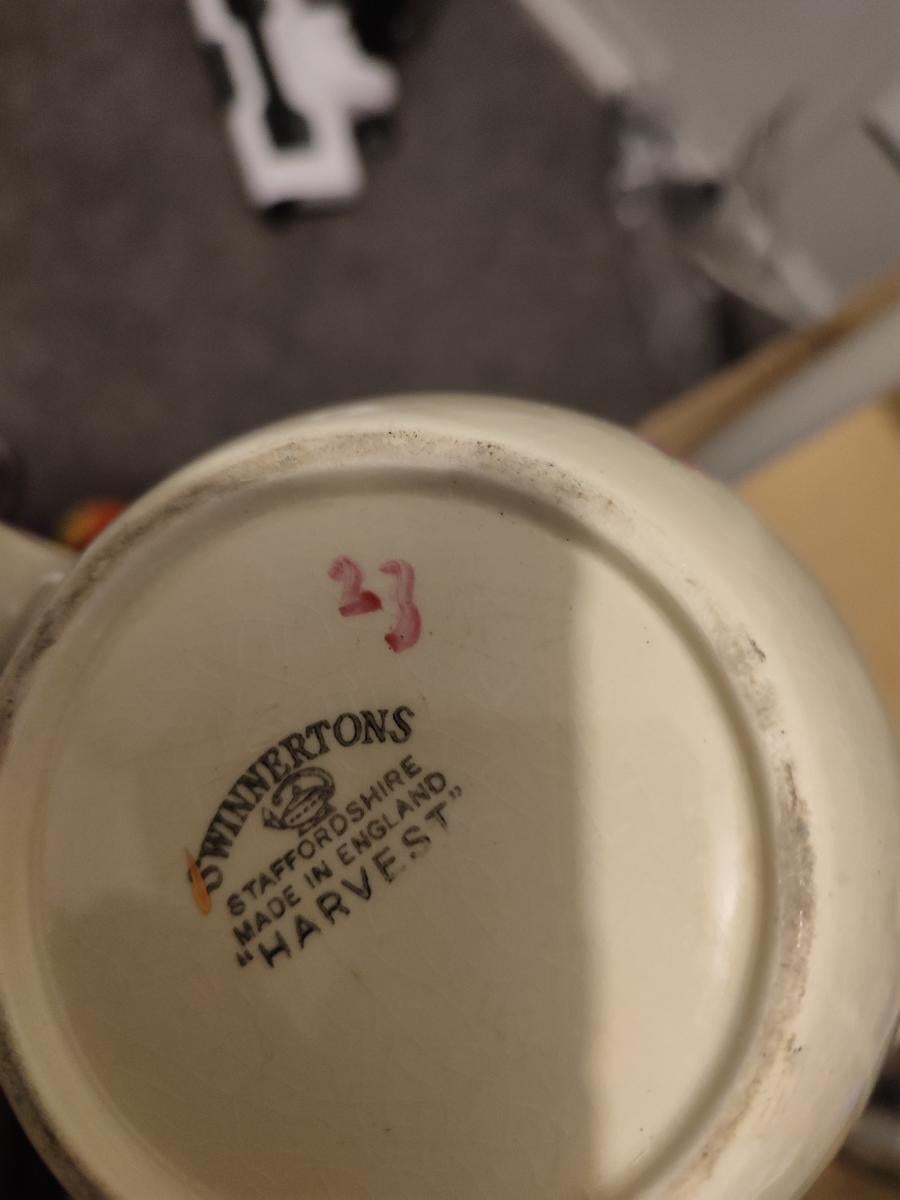 23
SWINNERTONS
STAFFORDSHIRE
MADE IN ENGLAND
"HARVEST"